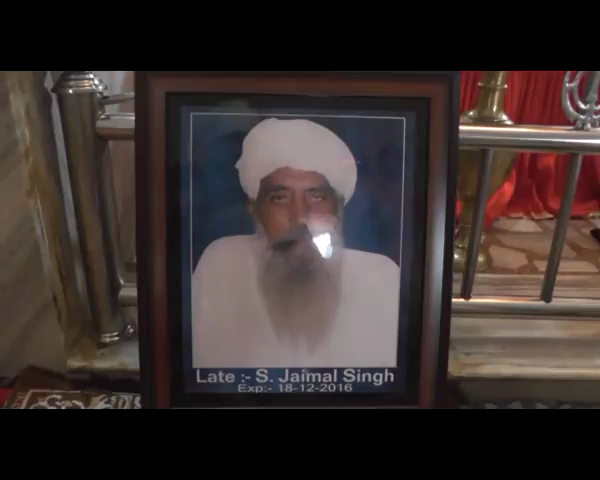 Late :- S. Jaimal Singh
Exp:- 18-12-2016